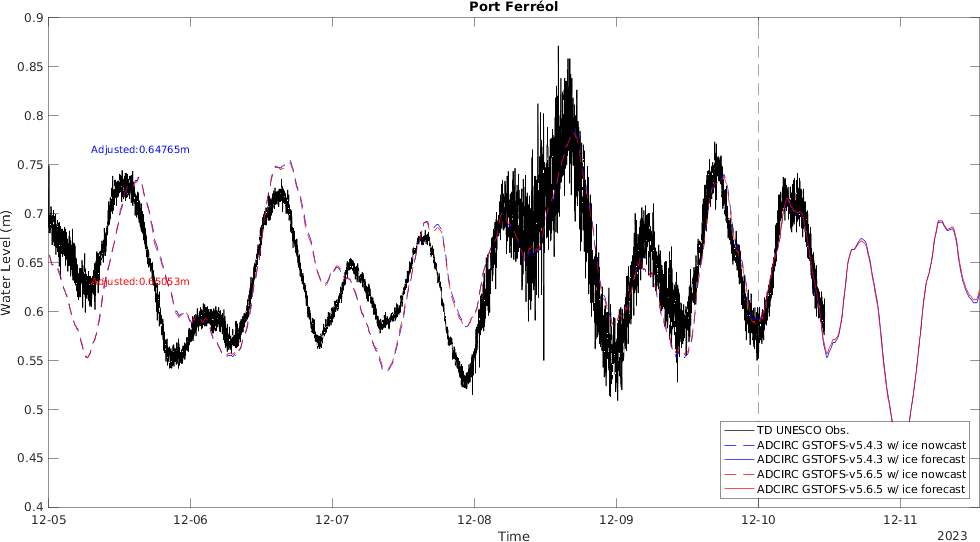 Port Ferréol
0.9
0.85
0.8
0.75
0.7
0.65
0.6
0.55
0.5
0.45
0.4
Water Level (m)
Adjusted:0.64765m
Adjusted:0.65053m
TD UNESCO Obs.
ADCIRC GSTOFS-v5.4.3 w/ ice nowcast
ADCIRC GSTOFS-v5.4.3 w/ ice forecast
ADCIRC GSTOFS-v5.6.5 w/ ice nowcast
ADCIRC GSTOFS-v5.6.5 w/ ice forecast
12-05 12-06 12-07 12-08 12-09 12-10 12-11
Time
2023